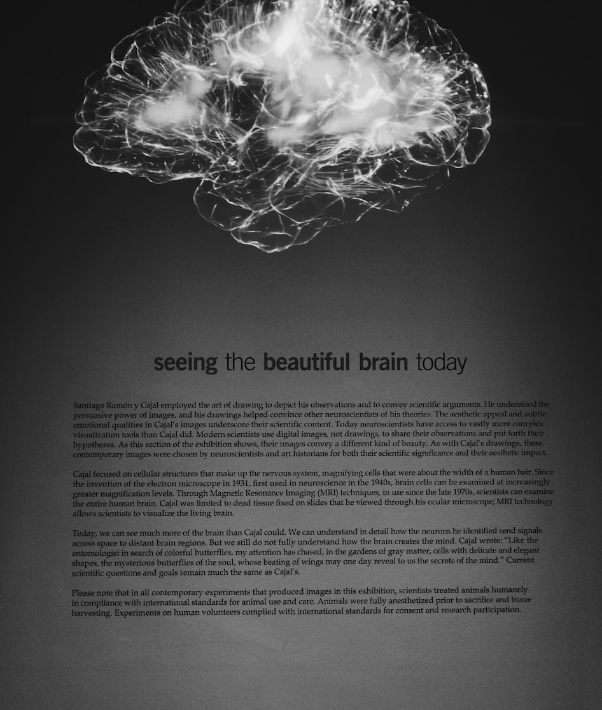 seeing the beautiful brain today
Santiago Ramón y Cajal employed the art of drawing to depict his observations and to convey scientific arguments. He understood the
persuasive power of images, and his drawings helped convince other neuroscientists of his theories. The aesthetic appeal and subtle
emotional qualities in Cajal's images underscore their scientific content. Today neuroscientists have access to vastly more complex
visualization tools than Cajal did. Modern scientists use digital images, not drawings, to share their observations and put forth their
hypotheses. As this section of the exhibition shows, their images convey a different kind of beauty. As with Cajal's drawings, these
contemporary images were chosen by neuroscientists and art historians for both their scientific significance and their aesthetic impact.
Cajal focused on cellular structures that make up the nervous system, magnifying cells that were about the width of a human hair. Since
the invention of the electron microscope in 1931, first used in neuroscience in the 1940s, brain cells can be examined at increasingly
greater magnification levels. Through Magnetic Resonance Imaging (MRI) techniques, in use since the late 1970s, scientists can examine
the entire human brain. Cajal was limited to dead tissue fixed on slides that he viewed through his ocular microscope; MRI technology
allows scientists to visualize the living brain.
Today, we can see much more of the brain than Cajal could. We can understand in detail how the neurons he identified send signals
across space to distant brain regions. But we still do not fully understand how the brain creates the mind. Cajal wrote: "Like the
entomologist in search of colorful butterflies, my attention has chased, in the gardens of gray matter, cells with delicate and elegant
shapes, the mysterious butterflies of the soul, whose beating of wings may one day reveal to us the secrets of the mind." Current
scientific questions and goals remain much the same as Cajal's.
Please note that in all contemporary experiments that produced images in this exhibition, scientists treated animals humanely
in compliance with international standards for animal use and care. Animals were fully anesthetized prior to sacrifice and tissue
harvesting. Experiments on human volunteers complied with international standards for consent and research participation.